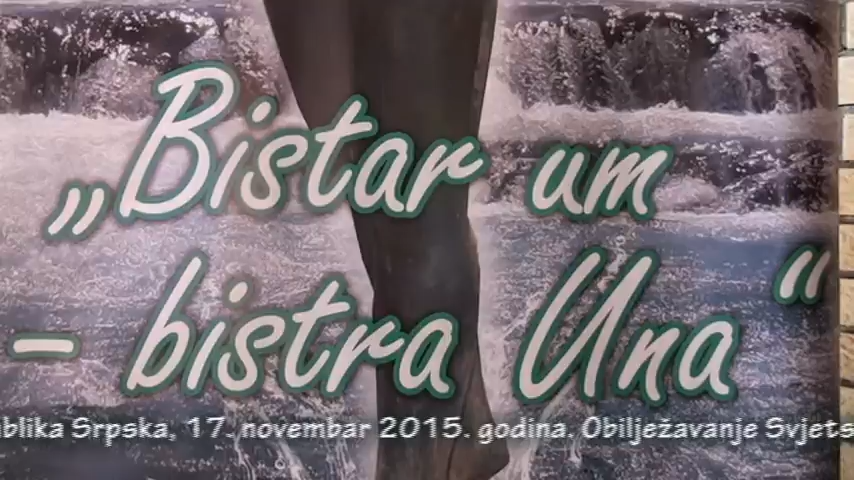 „Bistar um
– bistra Una“
blika Srpska, 17. novembar 2015. godina. Obilježavanje Svjets